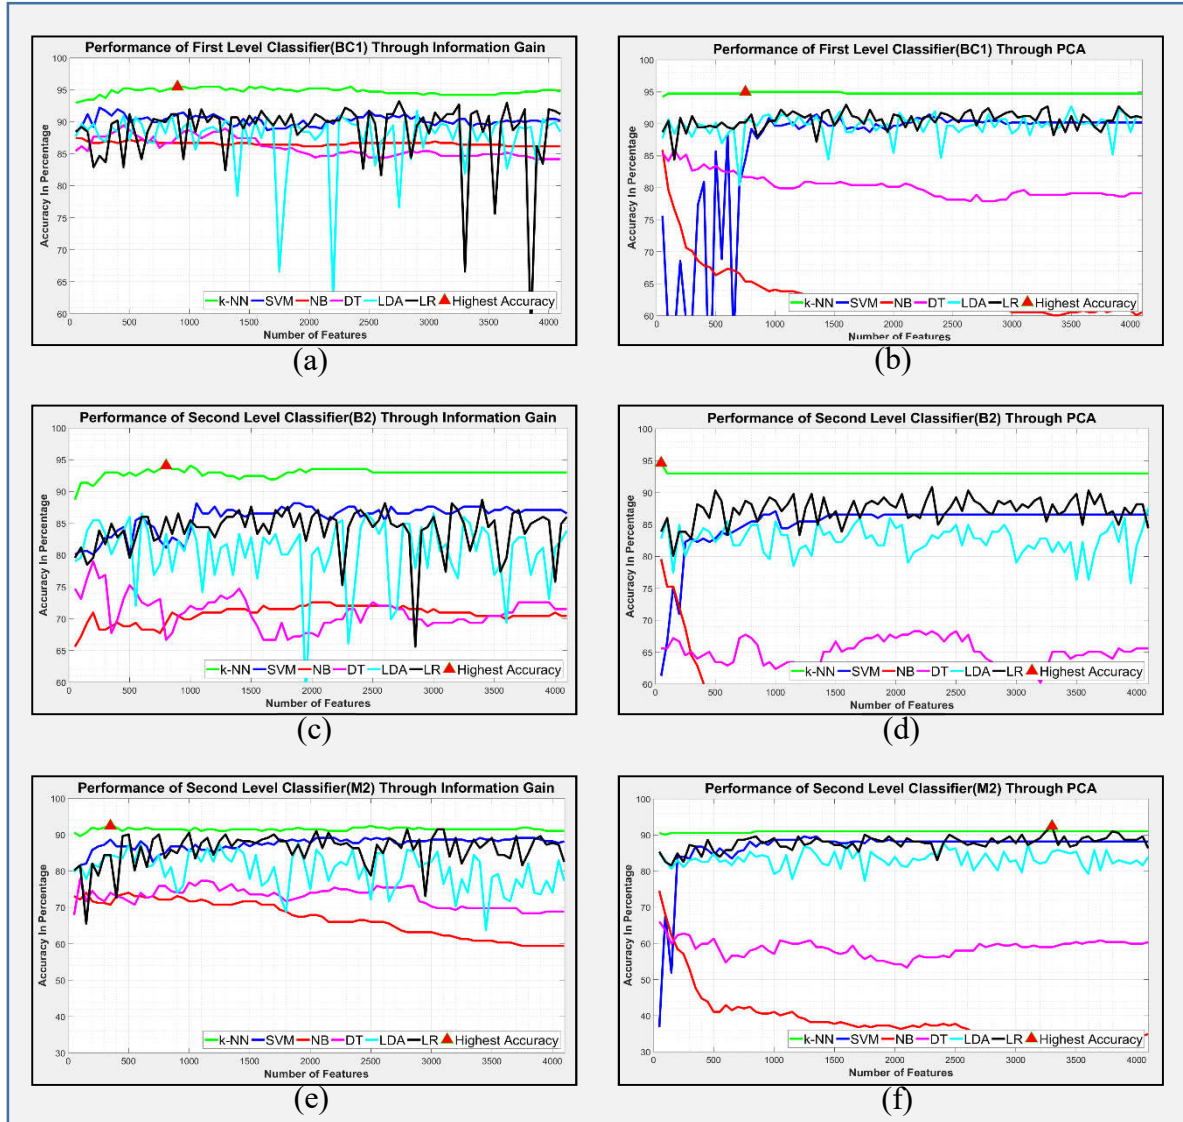 Performance of First Level Classifier(BC1) Through Information Gain
100
95
90
85
80
75
70
65
60
Accuracy In Percentage
k-NN SVM NB DT LDA LR Highest Accuracy
0 500 1000 1500 2000 2500 3000 3500 4000
Number of Features
(a)
Performance of First Level Classifier(BC1) Through PCA
100
95
90
85
80
75
70
65
60
Accuracy In Percentage
k-NN SVM NB DT LDA LR Highest Accuracy
0 500 1000 1500 2000 2500 3000 3500 4000
Number of Features
(b)
Performance of Second Level Classifier(B2) Through Information Gain
100
95
90
85
80
75
70
65
60
Accuracy In Percentage
k-NN SVM NB DT LDA LR Highest Accuracy
0 500 1000 1500 2000 2500 3000 3500 4000
Number of Features
(c)
Performance of Second Level Classifier(B2) Through PCA
100
95
90
85
80
75
70
65
60
Accuracy In Percentage
k-NN SVM NB DT LDA LR Highest Accuracy
0 500 1000 1500 2000 2500 3000 3500 4000
Number of Features
(d)
Performance of Second Level Classifier(M2) Through Information Gain
100
90
80
70
60
50
40
30
Accuracy In Percentage
k-NN SVM NB DT LDA LR Highest Accuracy
0 500 1000 1500 2000 2500 3000 3500 4000
Number of Features
(e)
Performance of Second Level Classifier(M2) Through PCA
100
90
80
70
60
50
40
30
Accuracy In Percentage
k-NN SVM NB DT LDA LR Highest Accuracy
0 500 1000 1500 2000 2500 3000 3500 4000
Number of Features
(f)